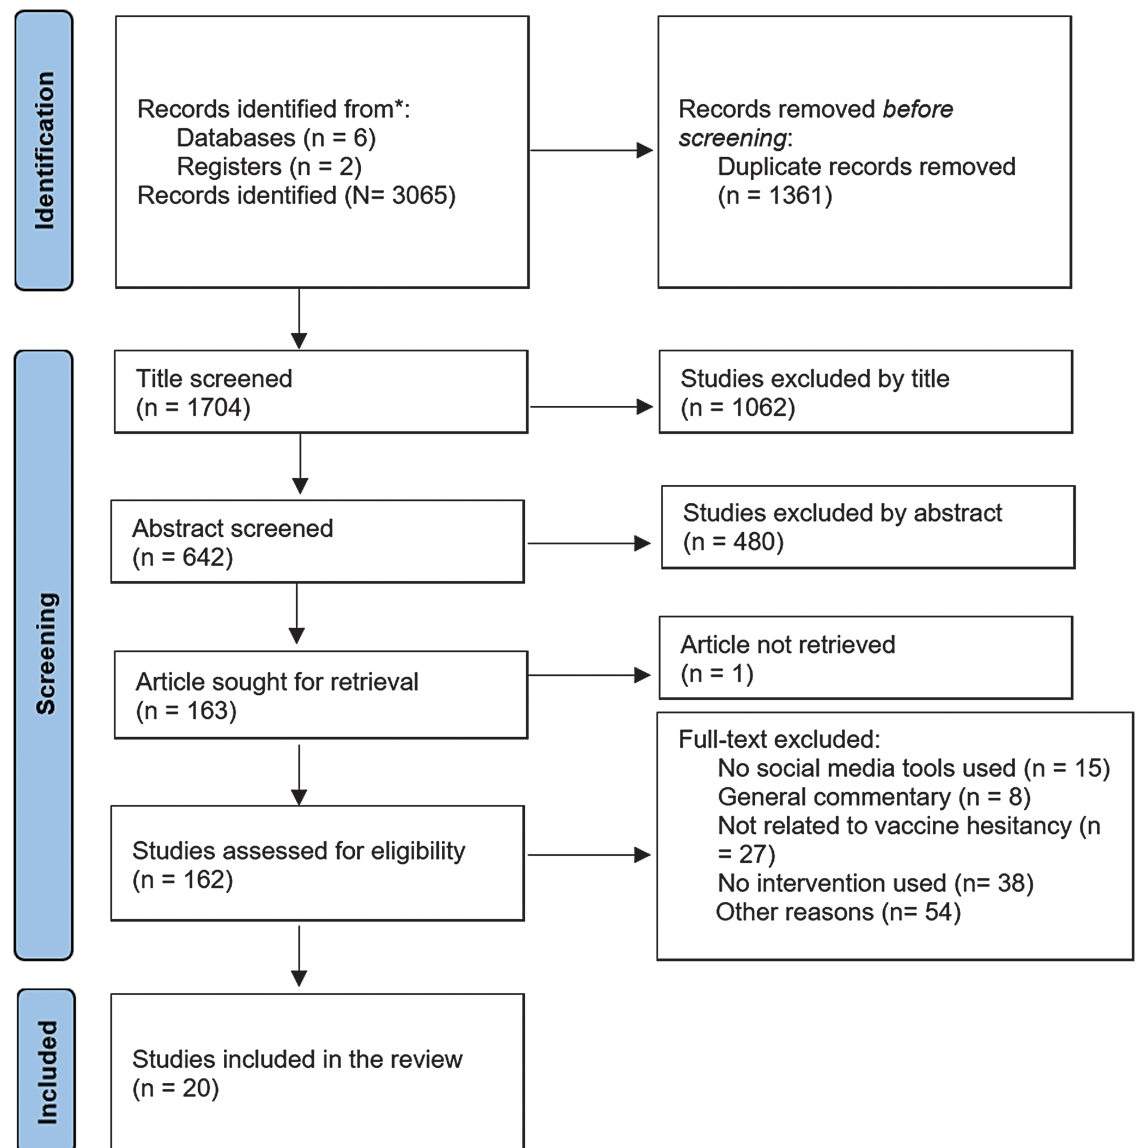 Identification
Records identified from*:
Databases (n = 6)
Registers (n = 2)
Records identified (N= 3065)
Records removed before
screening:
Duplicate records removed
(n = 1361)
Screening
Title screened
(n = 1704)
Studies excluded by title
(n = 1062)
Abstract screened
(n = 642)
Studies excluded by abstract
(n = 480)
Article sought for retrieval
(n = 163)
Article not retrieved
(n = 1)
Studies assessed for eligibility
(n = 162)
Full-text excluded:
No social media tools used (n = 15)
General commentary (n = 8)
Not related to vaccine hesitancy (n
= 27)
No intervention used (n= 38)
Other reasons (n= 54)
Included
Studies included in the review
(n = 20)